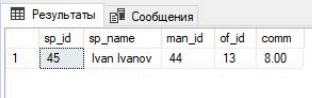 Результаты Сообщения
sp_id sp_name man_id of_id comm
1 45 Ivan Ivanov 44 13 8.00